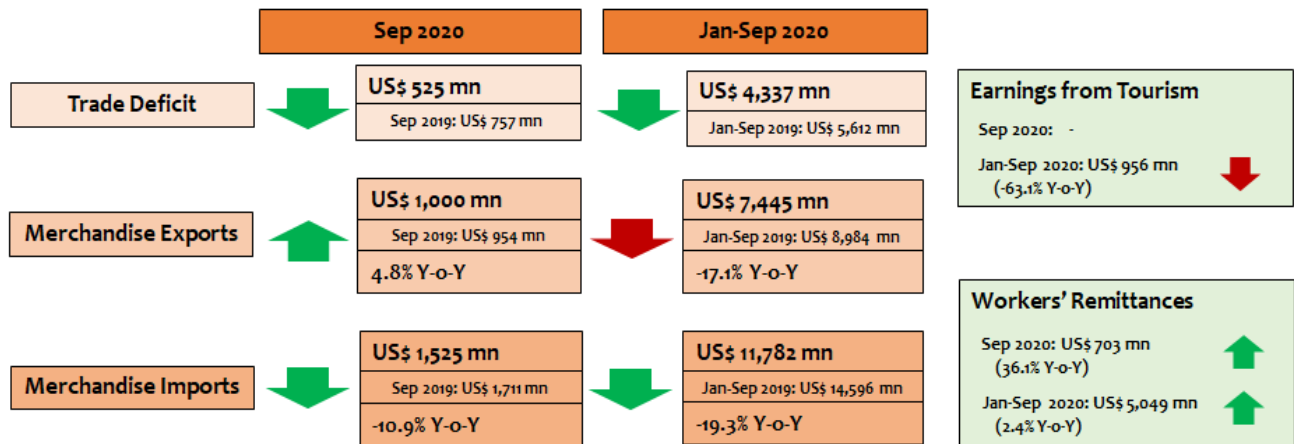 Sep 2020
Jan-Sep 2020
Trade Deficit
US$ 525 mn
Sep 2019: US$ 757 mn
US$ 4,337 mn
Jan-Sep 2019: US$ 5,612 mn
Merchandise Exports
US$ 1,000 mn
Sep 2019: US$ 954 mn
4.8% Y-o-Y
US$ 7,445 mn
Jan-Sep 2019: US$ 8,984 mn
-17.1% Y-o-Y
Merchandise Imports
US$ 1,525 mn
Sep 2019: US$ 1,711 mn
-10.9% Y-o-Y
US$ 11,782 mn
Jan-Sep 2019: US$ 14,596 mn
-19.3% Y-o-Y
Earnings from Tourism
Sep 2020: -
Jan-Sep 2020: US$ 956 mn
(-63.1% Y-o-Y)
Workers' Remittances
Sep 2020: US$ 703 mn
(36.1% Y-o-Y)
Jan-Sep 2020: US$ 5,049 mn
(2.4% Y-o-Y)